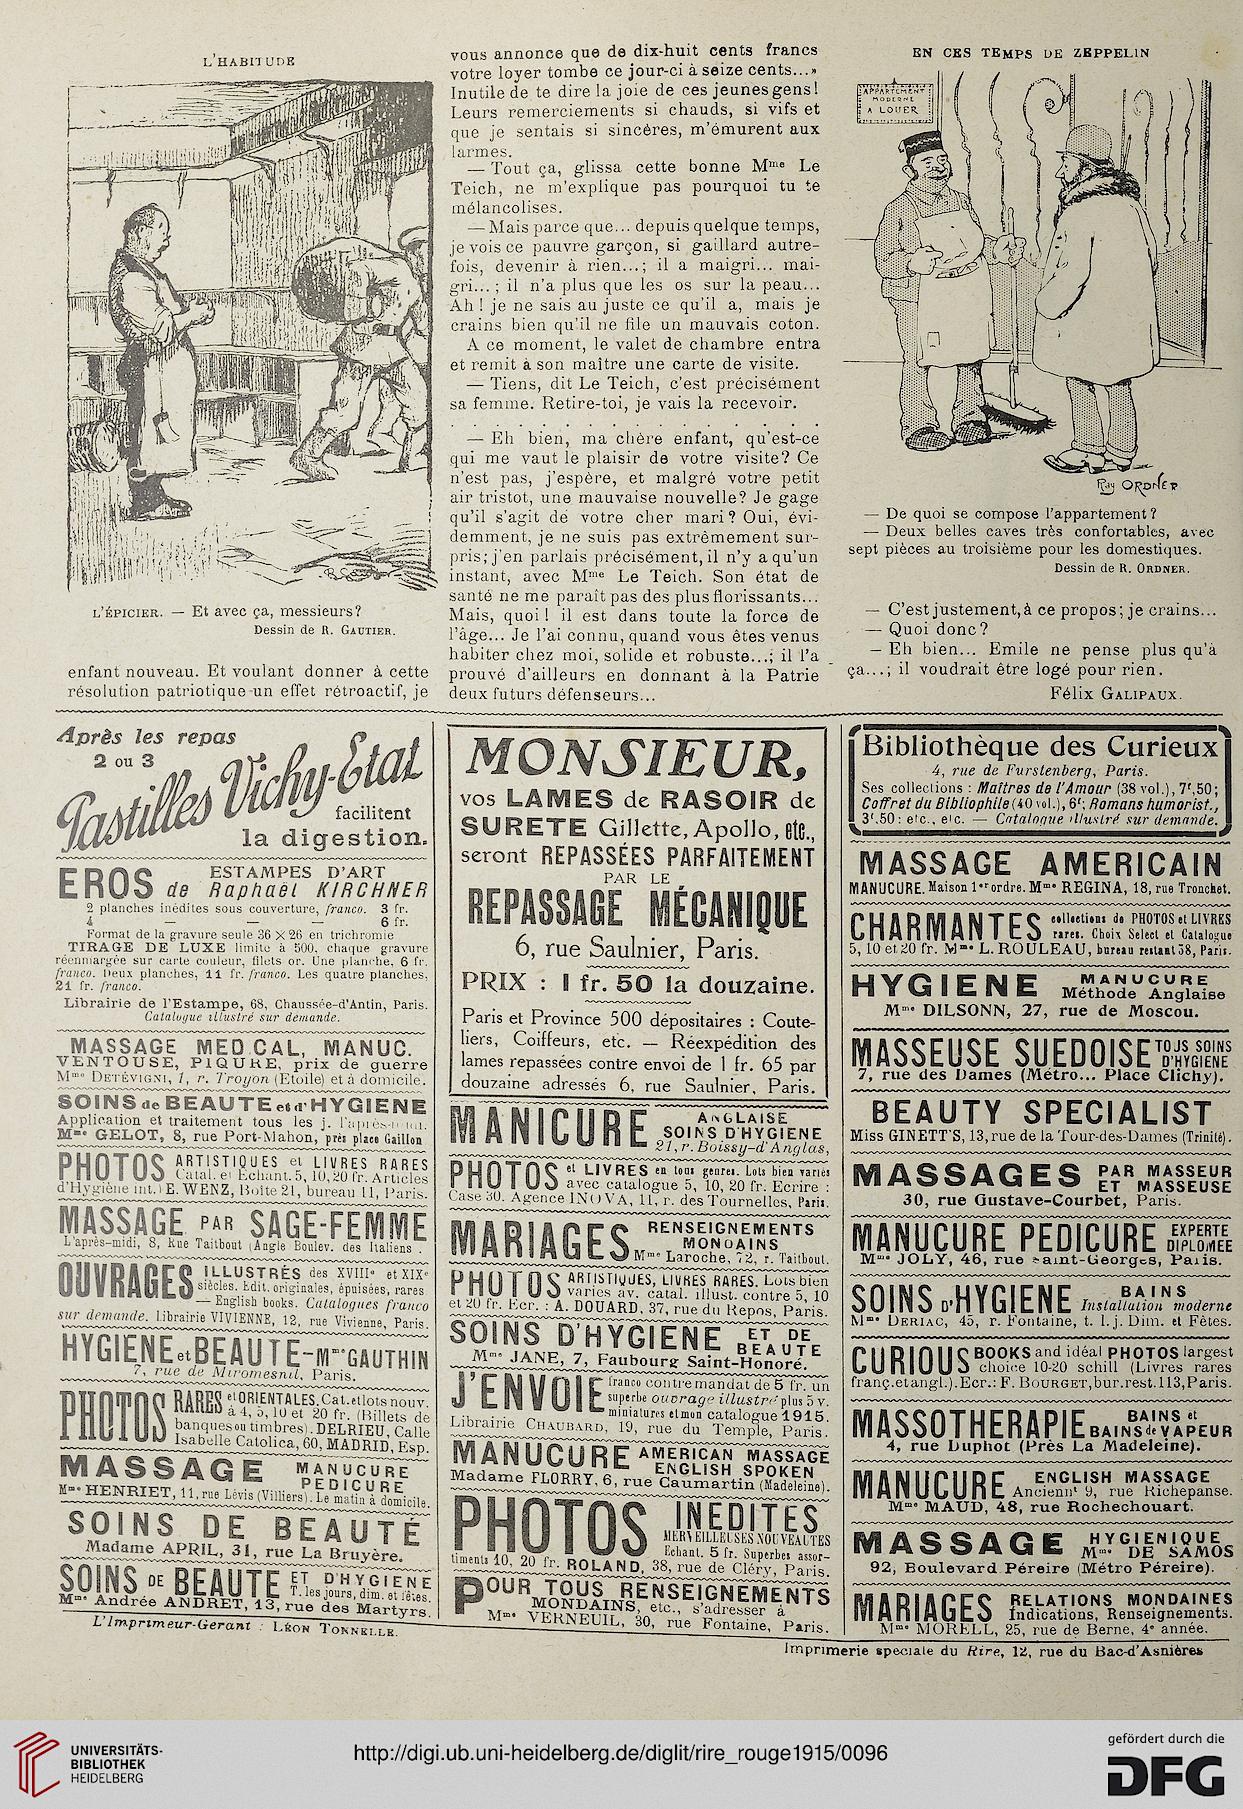 L'HABITUDE
L'ÉPICIER. — Et avec ça, messieurs?
Dessin de R. GAUTIER.
enfant nouveau. Et voulant donner à cette
résolution patriotique un effet rétroactif, je
vous annonce que de dix-huit cents francs
votre loyer tombe ce jour-ci à seize cents...»
Inutile de te dire la joie de ces jeunes gens!
Leurs remerciements si chauds, si vifs et
que je sentais si sincères, m'émurent aux
larmes.
— Tout ça, glissa cette bonne Mme Le
Teich, ne m'explique pas pourquoi tu te
mélancolises.
— Mais parce que... depuis quelque temps,
je vois ce pauvre garçon, si gaillard autre-
fois, devenir à rien...; il a maigri... mai-
gri...; il n'a plus que les os sur la peau...
Ah! je ne sais au juste ce qu'il a, mais je
crains bien qu'il ne file un mauvais coton.
A ce moment, le valet de chambre entra
et remit à son maître une carte de visite.
— Tiens, dit Le Teich, c'est précisément
sa femme. Retire-toi, je vais la recevoir.
. . . . . . . . . . . . . . . .
— Eh bien, ma chère enfant, qu'est-ce
qui me vaut le plaisir de votre visite? Ce
n'est pas, j'espère, et malgré votre petit
air tristot, une mauvaise nouvelle? Je gage
qu'il s'agit de votre cher mari? Oui, évi-
demment, je ne suis pas extrêmement sur-
pris; j'en parlais précisément, il n'y a qu'un
instant, avec Mme Le Teich. Son état de
santé ne me paraît pas des plus florissants...
Mais, quoi! il est dans toute la force de
l'âge... Je l'ai connu, quand vous êtes venus
habiter chez moi, solide et robuste...; il l'a
prouvé d'ailleurs en donnant à la Patrie
deux futurs défenseurs...
EN CES TEMPS DE ZEPPELIN
APPARTEMENT
MODERNE
A LOUER
Ray ORDNER
— De quoi se compose l'appartement?
— Deux belles caves très confortables, avec
sept pièces au troisième pour les domestiques.
Dessin de R. ORDNER.
— C'est justement, à ce propos; je crains...
— Quoi donc?
— Eh bien... Emile ne pense plus qu'à
ça...; il voudrait être logé pour rien.
Félix GALIPAUX.
Après les repas
2 ou 3
Pastilles Vichy-Etat
facilitent
la digestion.
EROS ESTAMPES D'ART
de Raphaël KIRCHNER
2 planches inédites sous couverture, franco. 3 fr.
4 — — — 6 fr.
Format de la gravure seule 36 × 26 en trichromie
TIRAGE DE LUXE limité à 500, chaque gravure
réenmargée sur carte couleur, filets or. Une planche, 6 fr.
franco. Deux planches, 11 fr. franco. Les quatre planches,
21 fr. franco.
Librairie de l'Estampe, 68, Chaussée-d'Antin, Paris.
Catalogue illustré sur demande.
MASSAGE MED CAL, MANUC.
VENTOUSE, PIQURE, prix de guerre
Mme DETÉVIGNI, 1, r. Troyon (Etoile) et à domicile.
SOINS de BEAUTE et d'HYGIENE
Application et traitement tous les j. l'après-midi.
Mme GELOT, 8, rue Port-Mahon, près place Gaillon
PHOTOS ARTISTIQUES et LIVRES RARES
Catal. et Echant. 5, 10, 20 fr. Articles
d'Hygiène int.) E. WENZ, Boîte 21, bureau 11, Paris.
MASSAGE PAR SAGE-FEMME
L'après-midi, 8, Rue Taitbout (Angle Boulev. des Italiens).
OUVRAGES ILLUSTRÉS des XVIIIe et XIXe
siècles. Edit. originales, épuisées, rares
— English books. Catalogues franco
sur demande. Librairie VIVIENNE, 12, rue Vivienne, Paris.
HYGIENE et BEAUTE - Mme GAUTHIN
7, rue de Miromesnil, Paris.
PHOTOS RARES et ORIENTALES. Cat. et lots nouv.
à 4, 5, 10 et 20 fr. (Billets de
banques ou timbres). DELRIEU, Calle
Isabelle Catolica, 60, MADRID, Esp.
MASSAGE MANUCURE
PEDICURE
Mme HENRIET, 11, rue Lévis (Villiers). Le matin à domicile.
SOINS DE BEAUTÉ
Madame APRIL, 31, rue La Bruyère.
SOINS DE BEAUTE ET D'HYGIENE
T. les jours, dim. et fêtes.
Mme Andrée ANDRET, 13, rue des Martyrs.
MONSIEUR,
vos LAMES de RASOIR de
SURETE Gillette, Apollo, etc.,
seront REPASSÉES PARFAITEMENT
PAR LE
REPASSAGE MÉCANIQUE
6, rue Saulnier, Paris.
PRIX : 1 fr. 50 la douzaine.
Paris et Province 500 dépositaires : Coute-
liers, Coiffeurs, etc. — Réexpédition des
lames repassées contre envoi de 1 fr. 65 par
douzaine adressés 6, rue Saulnier, Paris.
MANICURE ANGLAISE
SOINS D'HYGIENE
21, r. Boissy-d'Anglas,
PHOTOS et LIVRES en tous genres. Lots bien variés
avec catalogue 5, 10, 20 fr. Ecrire :
Case 30. Agence INOVA, 11, r. des Tournelles, Paris.
MARIAGES RENSEIGNEMENTS
MONDAINS
Mme Laroche, 72, r. Taitbout.
PHOTOS ARTISTIQUES, LIVRES RARES. Lots bien
variés av. catal. illust. contre 5, 10
et 20 fr. Ecr. : A. DOUARD, 37, rue du Repos, Paris.
SOINS D'HYGIENE ET DE
BEAUTE
Mme JANE, 7, Faubourg Saint-Honoré.
J'ENVOIE franco contre mandat de 5 fr. un
superbe ouvrage illustré plus 5 v.
miniatures et mon catalogue 1915.
Librairie CHAUBARD, 19, rue du Temple, Paris.
MANUCURE AMERICAN MASSAGE
ENGLISH SPOKEN
Madame FLORRY, 6, rue Caumartin (Madeleine).
PHOTOS INEDITES
MERVEILLEUSES NOUVEAUTES
Echant. 5 fr. Superbes assor-
timents 10, 20 fr. ROLAND, 38, rue de Cléry, Paris.
POUR TOUS RENSEIGNEMENTS
MONDAINS, etc., s'adresser à
Mme VERNEUIL, 30, rue Fontaine, Paris.
Bibliothèque des Curieux
4, rue de Furstenberg, Paris.
Ses collections : Maîtres de l'Amour (38 vol.), 7f,50;
Coffret du Bibliophile (40 vol.), 6f; Romans humorist.,
3f.50 : etc., etc. — Catalogue illustré sur demande.
MASSAGE AMERICAIN
MANUCURE. Maison 1er ordre. Mme REGINA, 18, rue Tronchet.
CHARMANTES collections de PHOTOS et LIVRES
rares. Choix Select et Catalogue
5, 10 et 20 fr. Mme L. ROULEAU, bureau restant 58, Paris.
HYGIENE MANUCURE
Méthode Anglaise
Mme DILSONN, 27, rue de Moscou.
MASSEUSE SUEDOISE TOUS SOINS
D'HYGIENE
7, rue des Dames (Métro... Place Clichy).
BEAUTY SPECIALIST
Miss GINETT'S, 13, rue de la Tour-des-Dames (Trinité).
MASSAGES PAR MASSEUR
ET MASSEUSE
30, rue Gustave-Courbet, Paris.
MANUCURE PEDICURE EXPERTE
DIPLOMEE
Mme JOLY, 46, rue Saint-Georges, Paris.
SOINS D'HYGIENE BAINS
Installation moderne
Mme DERIAC, 45, r. Fontaine, t. l. j. Dim. et Fêtes.
CURIOUS BOOKS and idéal PHOTOS largest
choice 10-20 schill (Livres rares
franç. et angl.). Ecr.: F. BOURGET, bur. rest. 113, Paris.
MASSOTHERAPIE BAINS et
BAINS de VAPEUR
4, rue Duphot (Près La Madeleine).
MANUCURE ENGLISH MASSAGE
Ancient 9, rue Richepanse.
Mme MAUD, 48, rue Rochechouart.
MASSAGE HYGIENIQUE
Mme DE SAMOS
92, Boulevard Péreire (Métro Péreire).
MARIAGES RELATIONS MONDAINES
Indications, Renseignements.
Mme MORELL, 25, rue de Berne, 4e année.
L'Imprimeur-Gérant : LÉON TONNELLE.
Imprimerie spéciale du Rire, 12, rue du Bac-d'Asnières
UNIVERSITÄTS-
BIBLIOTHEK
HEIDELBERG
http://digi.ub.uni-heidelberg.de/diglit/rire_rouge1915/0096
gefördert durch die
DFG